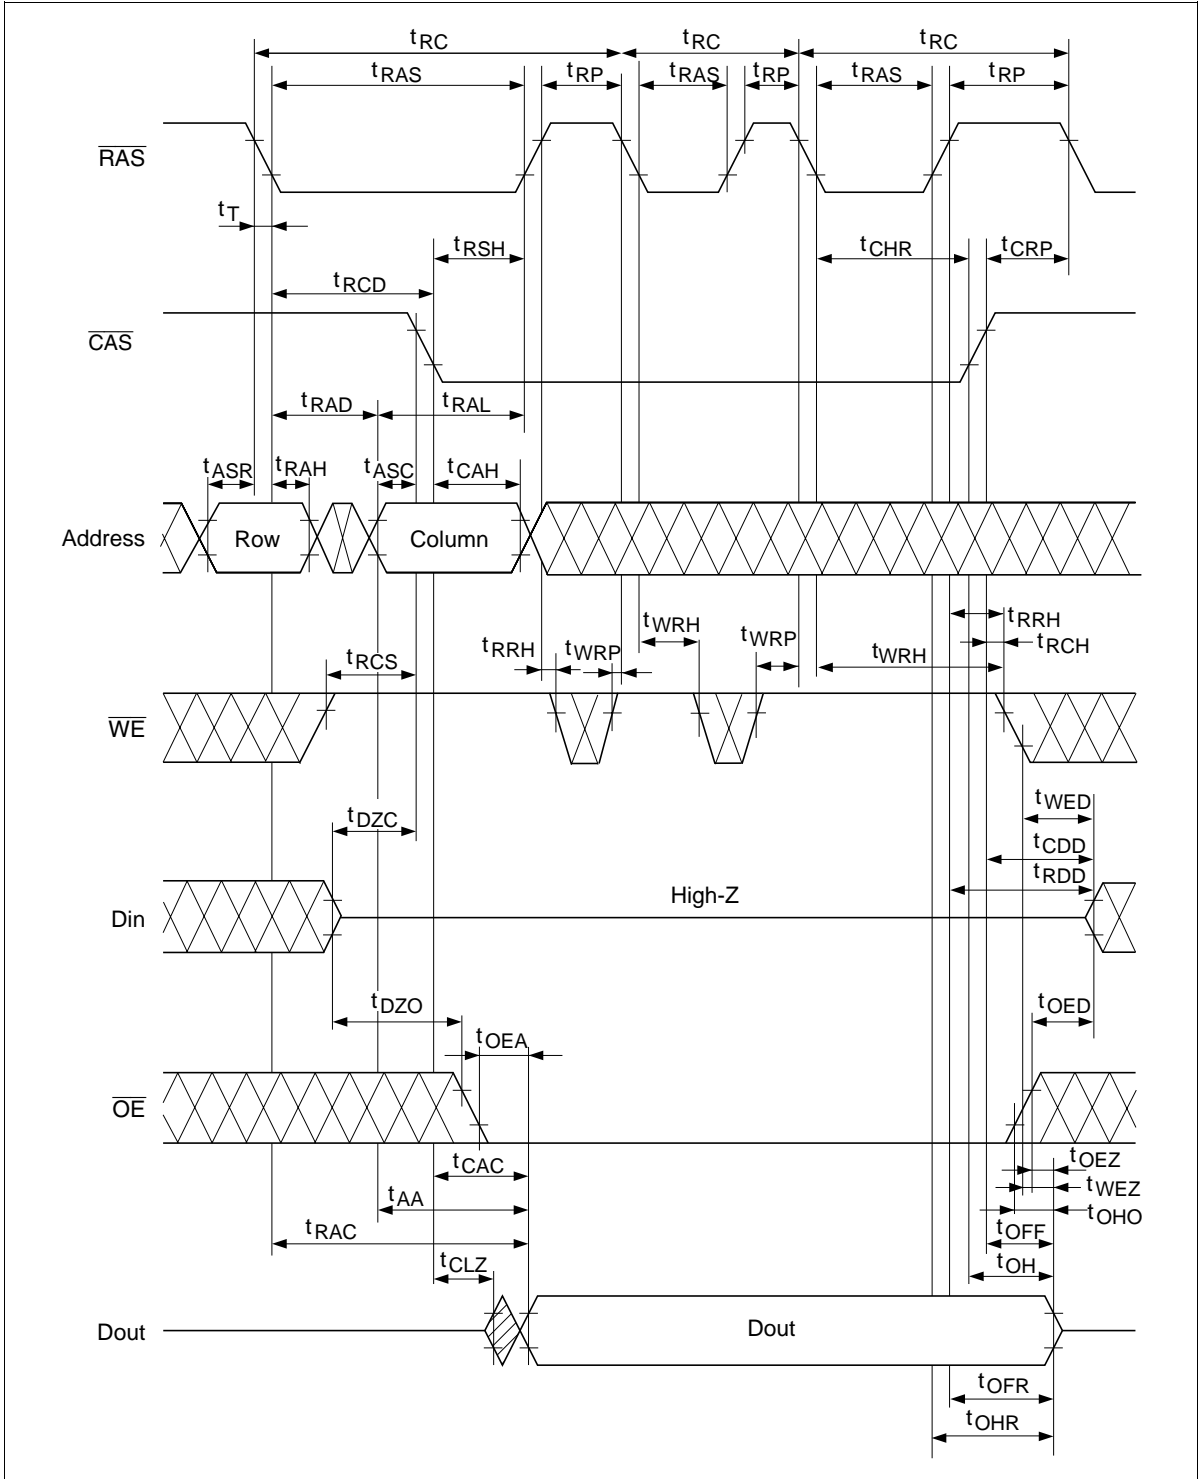 tRC tRC tRC
tRAS tRP tRAS tRP tRAS tRP
RAS
tT
tRSH tCHR tCRP
tRCD
CAS
tRAD tRAL
tASR tRAH tASC tCAH
Address Row Column
tRRH
tWRH tWRP tRCH
tRRH tWRP tWRH
tRCS
WE
tWED
tDZC
tCDD
tRDD
High-Z
Din
tDZO tOED
tOEA
OE
tCAC tOEZ
tAA tWEZ
tOHO
tRAC tOFF
tCLZ tOH
Dout Dout
tOFR
tOHR